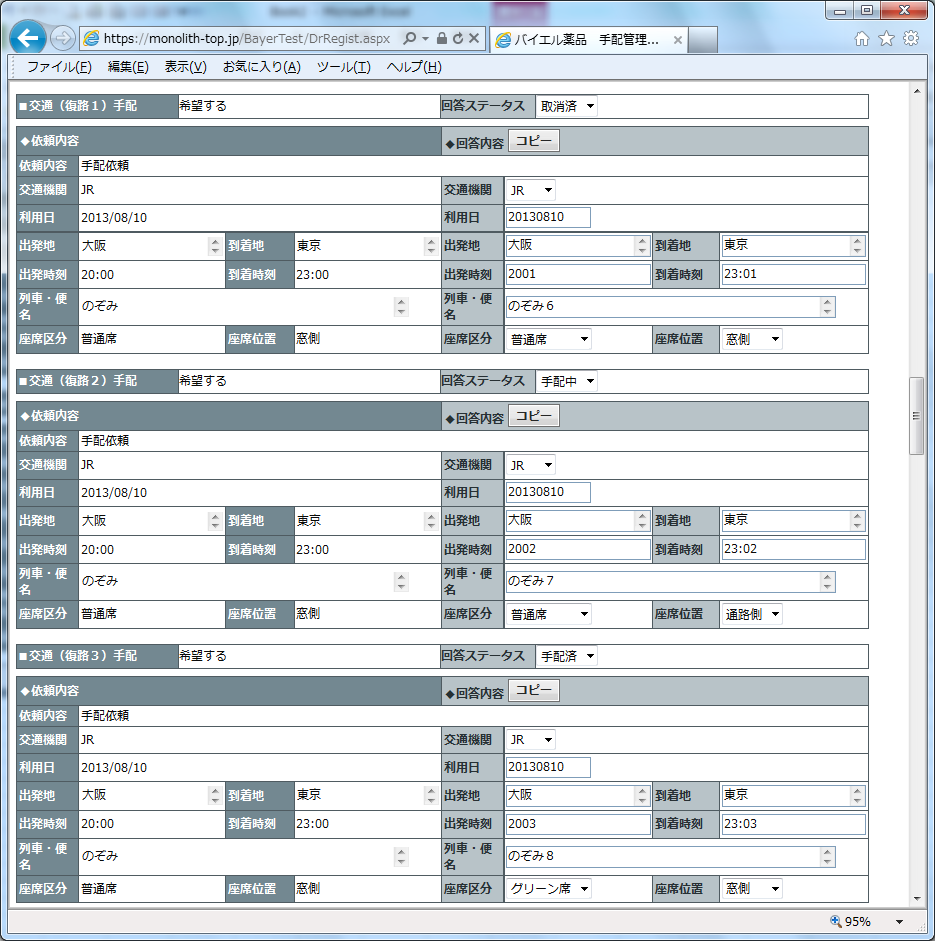 https://monolith-top.jp/BayerTest/DrRegist.aspx
バイエル薬品　手配管理...
ファイル(F) 編集(E) 表示(V) お気に入り(A) ツール(T) ヘルプ(H)
■交通（復路１）手配 希望する 回答ステータス 取消済
◆依頼内容 ◆回答内容 コピー
依頼内容 手配依頼
交通機関 JR 交通機関 JR
利用日 2013/08/10 利用日 20130810
出発地 大阪 到着地 東京 出発地 大阪 到着地 東京
出発時刻 20:00 到着時刻 23:00 出発時刻 2001 到着時刻 23:01
列車・便名 のぞみ 列車・便名 のぞみ６
座席区分 普通席 座席位置 窓側 座席区分 普通席 座席位置 窓側
■交通（復路２）手配 希望する 回答ステータス 手配中
◆依頼内容 ◆回答内容 コピー
依頼内容 手配依頼
交通機関 JR 交通機関 JR
利用日 2013/08/10 利用日 20130810
出発地 大阪 到着地 東京 出発地 大阪 到着地 東京
出発時刻 20:00 到着時刻 23:00 出発時刻 2002 到着時刻 23:02
列車・便名 のぞみ 列車・便名 のぞみ７
座席区分 普通席 座席位置 窓側 座席区分 普通席 座席位置 通路側
■交通（復路３）手配 希望する 回答ステータス 手配済
◆依頼内容 ◆回答内容 コピー
依頼内容 手配依頼
交通機関 JR 交通機関 JR
利用日 2013/08/10 利用日 20130810
出発地 大阪 到着地 東京 出発地 大阪 到着地 東京
出発時刻 20:00 到着時刻 23:00 出発時刻 2003 到着時刻 23:03
列車・便名 のぞみ 列車・便名 のぞみ８
座席区分 普通席 座席位置 窓側 座席区分 グリーン席 座席位置 窓側
95%